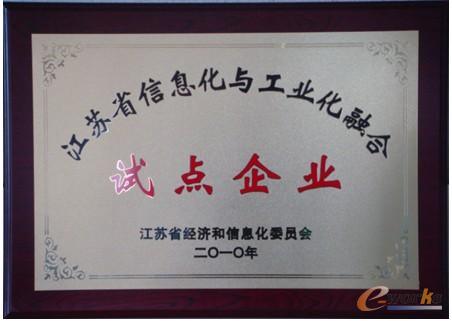 江苏省信息化与工业化融合
试点企业
江苏省经济和信息化委员会
二〇一〇年
e-works